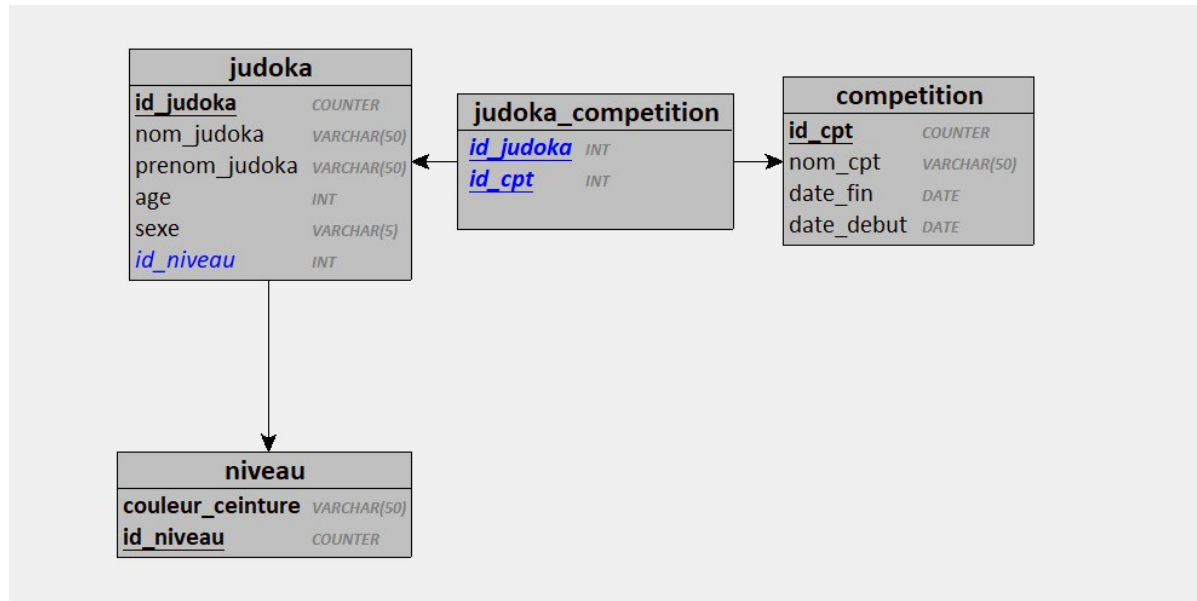 judoka
id_judoka COUNTER
nom_judoka VARCHAR(50)
prenom_judoka VARCHAR(50)
age INT
sexe VARCHAR(5)
id_niveau INT
judoka_competition
id_judoka INT
id_cpt INT
competition
id_cpt COUNTER
nom_cpt VARCHAR(50)
date_fin DATE
date_debut DATE
niveau
couleur_ceinture VARCHAR(50)
id_niveau COUNTER